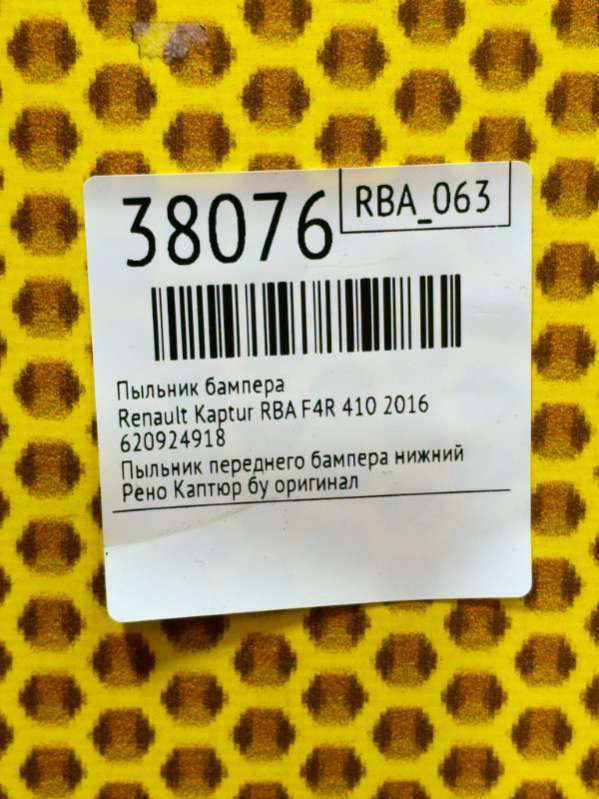 38076
RBA_063
Пыльник бампера
Renault Kaptur RBA F4R 410 2016
620924918
Пыльник переднего бампера нижний
Рено Каптюр бу оригинал